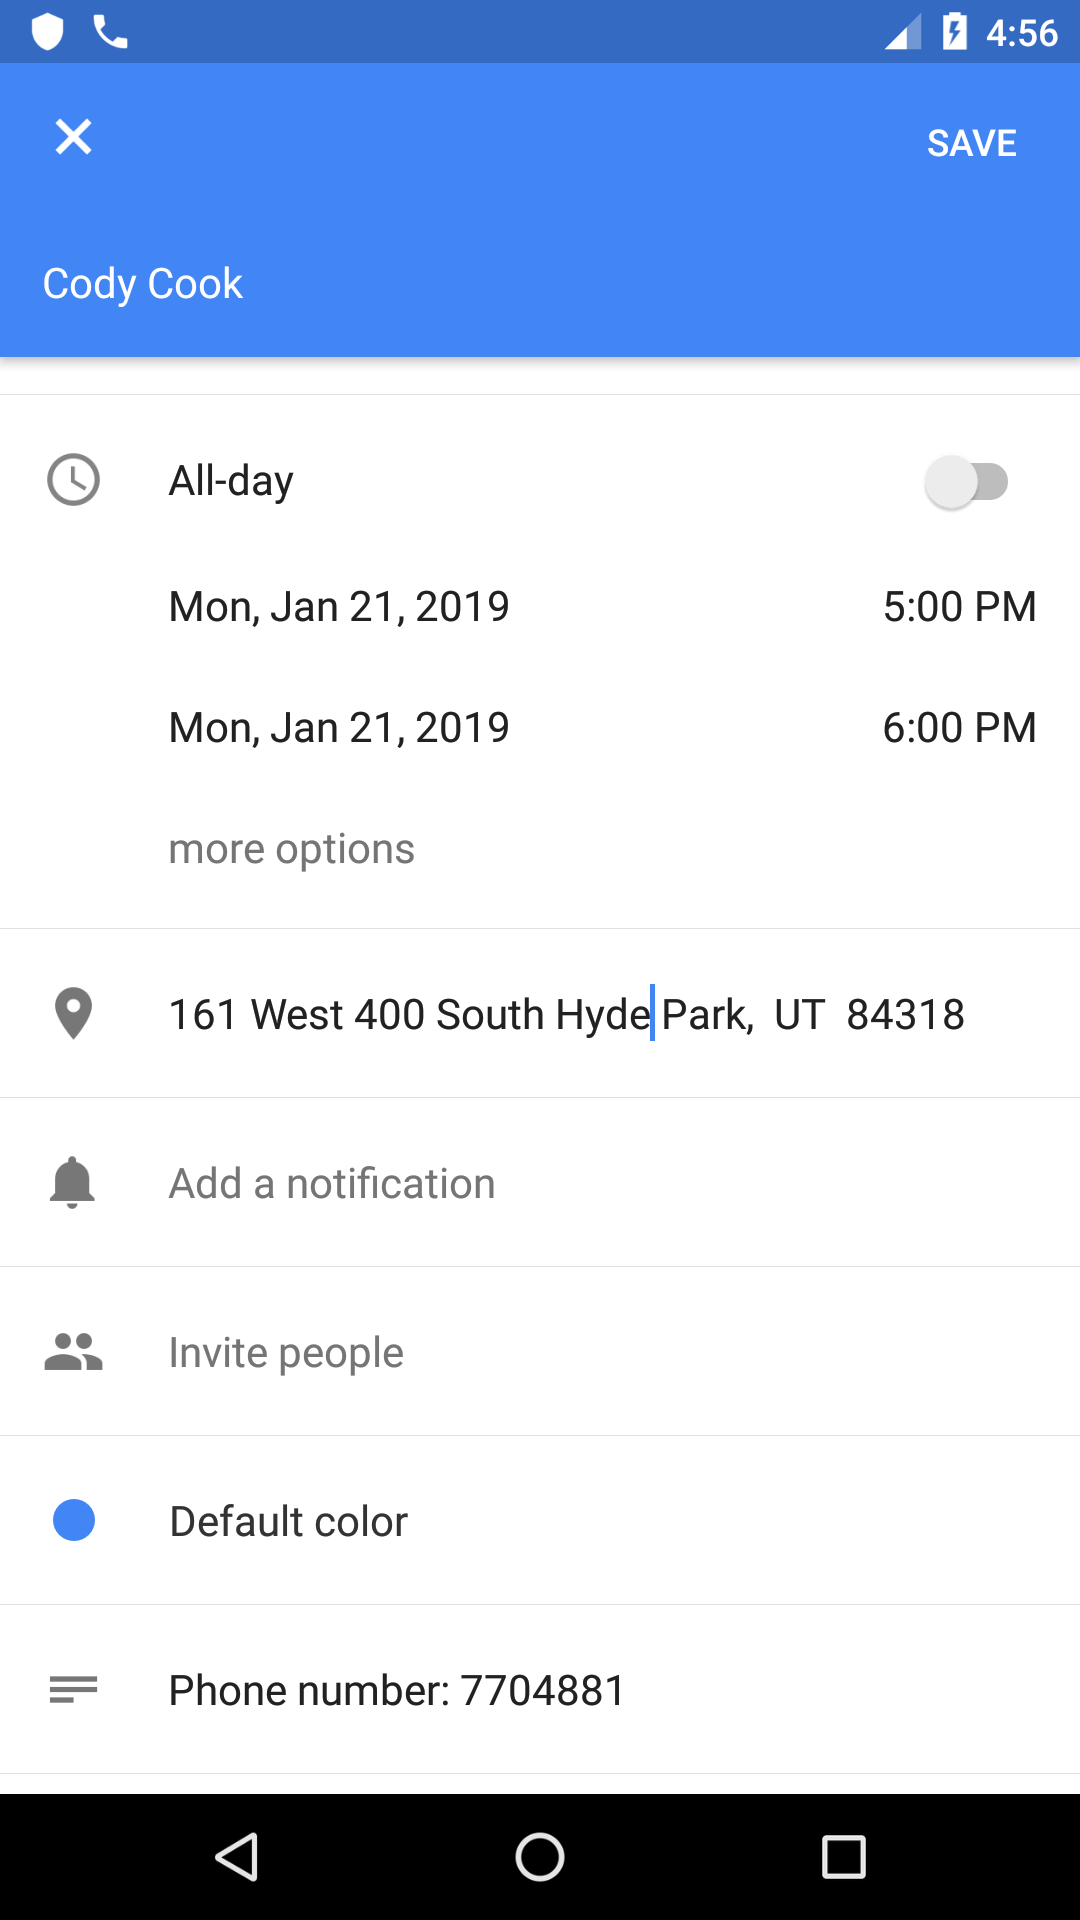 4:56
SAVE
Cody Cook
All-day
Mon, Jan 21, 2019 5:00 PM
Mon, Jan 21, 2019 6:00 PM
more options
161 West 400 South Hyde Park,  UT  84318
Add a notification
Invite people
Default color
Phone number: 7704881